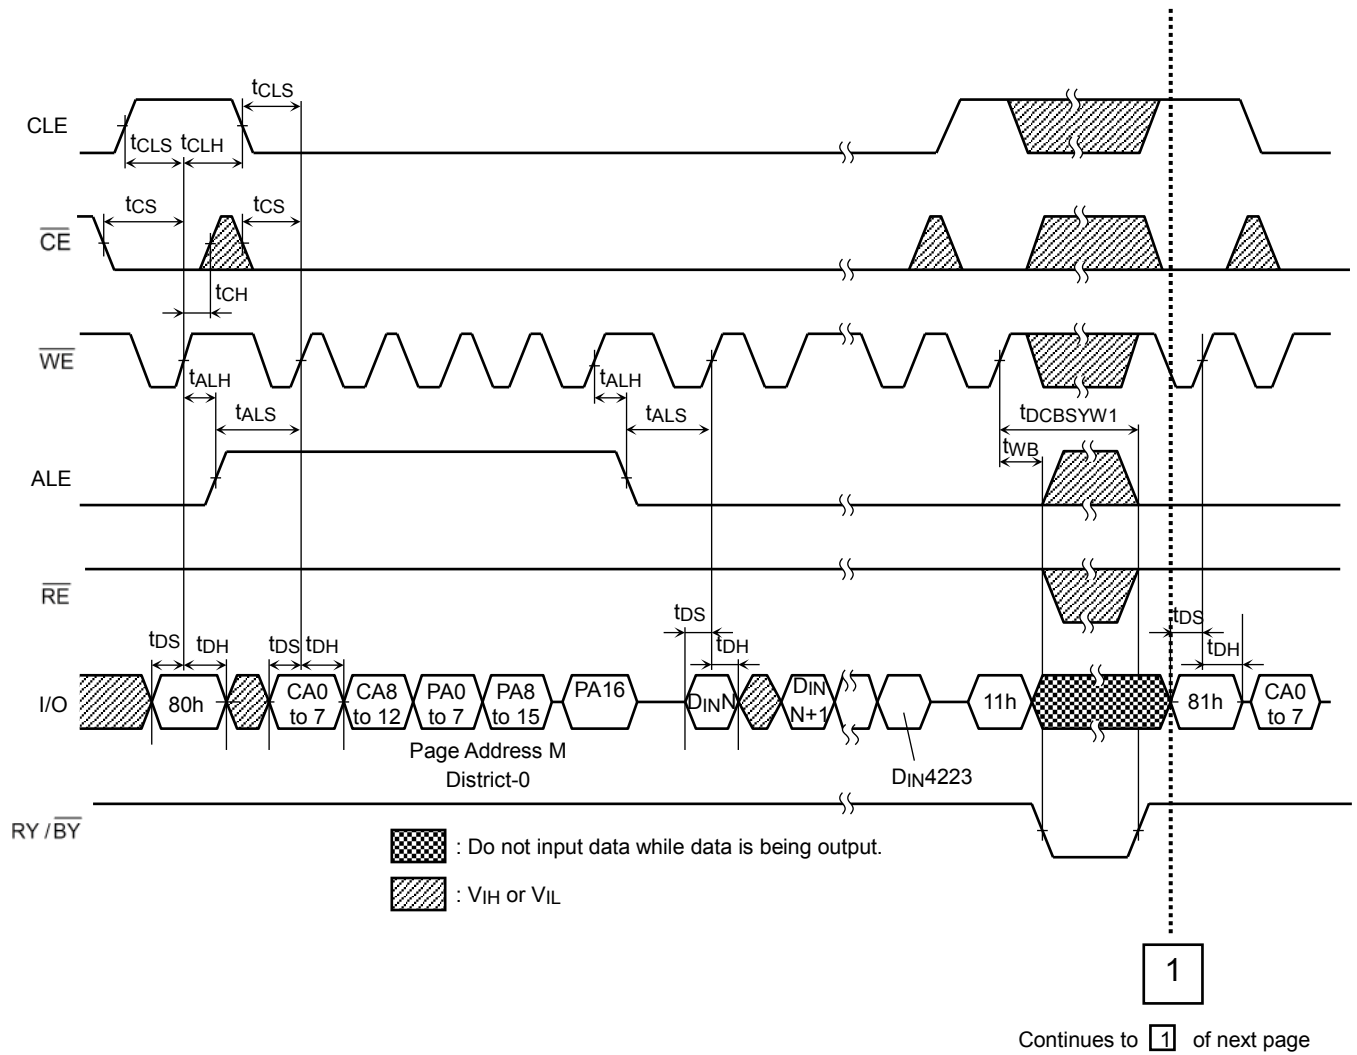 tCLS
CLE
tCLS tCLH
tCS tCS
CE
tCH
WE
tALH tALH
tALS tALS tDCBSYW1
tWB
ALE
RE
tDS tDS
tDS tDH tDS tDH tDH tDH
I/O 80h CA0 to 7 CA8 to 12 PA0 to 7 PA8 to 15 PA16 DINN DIN N+1 11h 81h CA0 to 7
Page Address M
District-0
DIN4223
RY / BY
: Do not input data while data is being output.
: VIH or VIL
1
Continues to 1 of next page